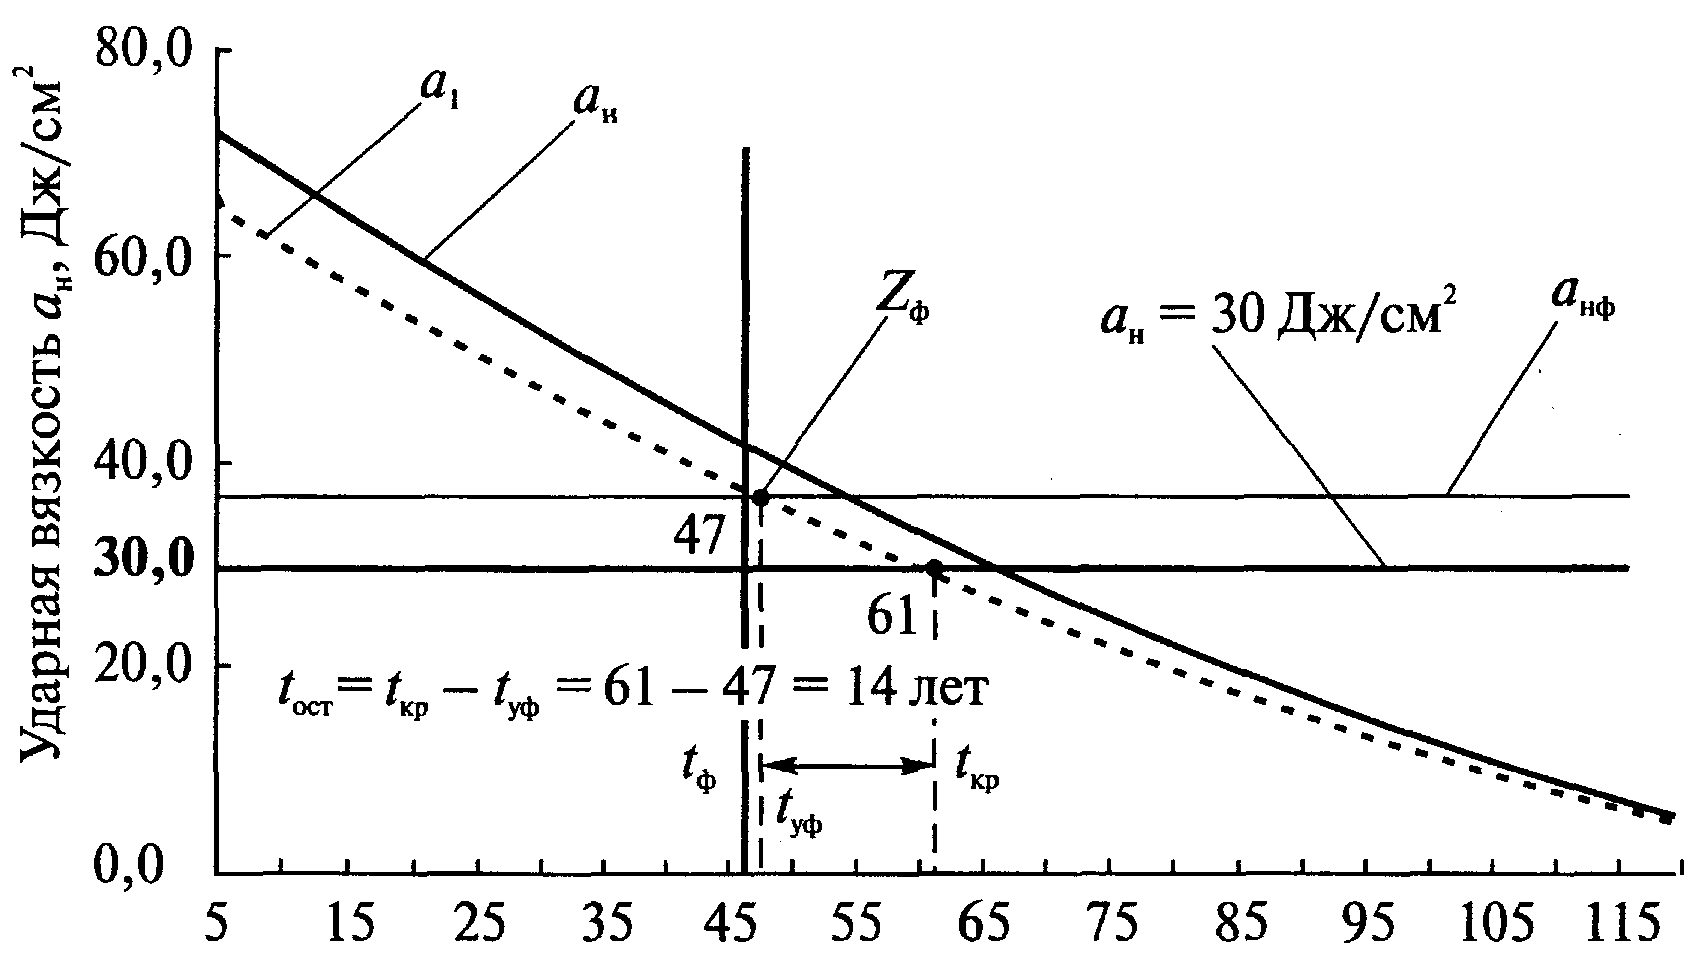 Ударная вязкость aн, Дж/см²
80,0
60,0
40,0
30,0
20,0
0,0
a₁
aн
Zф
aн = 30 Дж/см²
aнф
47
61
tост = tкр – tуф = 61 – 47 = 14 лет
tф
tкр
tуф
5 15 25 35 45 55 65 75 85 95 105 115